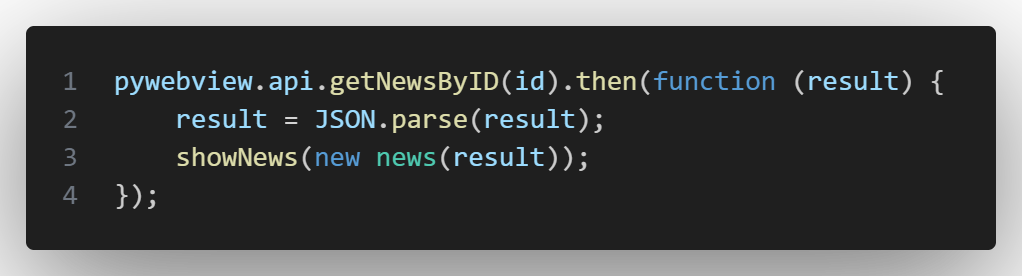 1 pywebview.api.getNewsByID(id).then(function (result) {
2     result = JSON.parse(result);
3     showNews(new news(result));
4 });